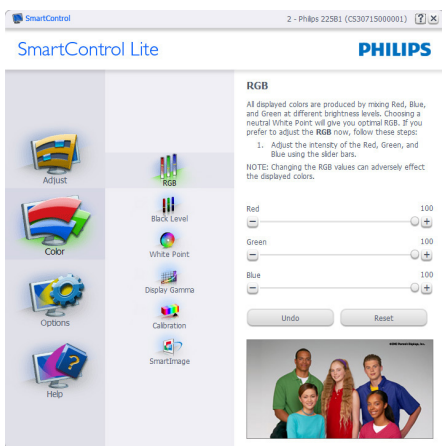 SmartControl
2 - Philips 225B1 (CS30715000001)
SmartControl Lite
PHILIPS
Adjust
Color
Options
Help
RGB
Black Level
White Point
Display Gamma
Calibration
SmartImage
RGB
All displayed colors are produced by mixing Red, Blue,
and Green at different brightness levels. Choosing a
neutral White Point will give you optimal RGB. If you
prefer to adjust the RGB now, follow these steps:
1. Adjust the intensity of the Red, Green, and
Blue using the slider bars.
NOTE: Changing the RGB values can adversely effect
the displayed colors.
Red 100
Green 100
Blue 100
Undo Reset